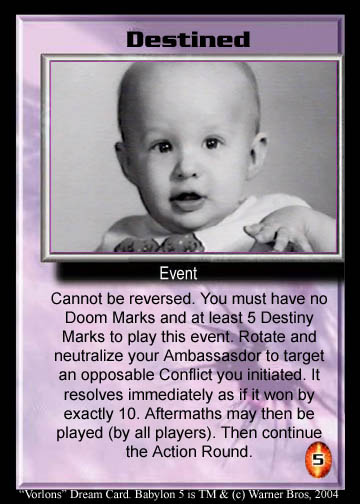 Destined
Event
Cannot be reversed. You must have no
Doom Marks and at least 5 Destiny
Marks to play this event. Rotate and
neutralize your Ambassasdor to target
an opposable Conflict you initiated. It
resolves immediately as if it won by
exactly 10. Aftermaths may then be
played (by all players). Then continue
the Action Round.
5
"Vorlons" Dream Card. Babylon 5 is TM & (c) Warner Bros, 2004